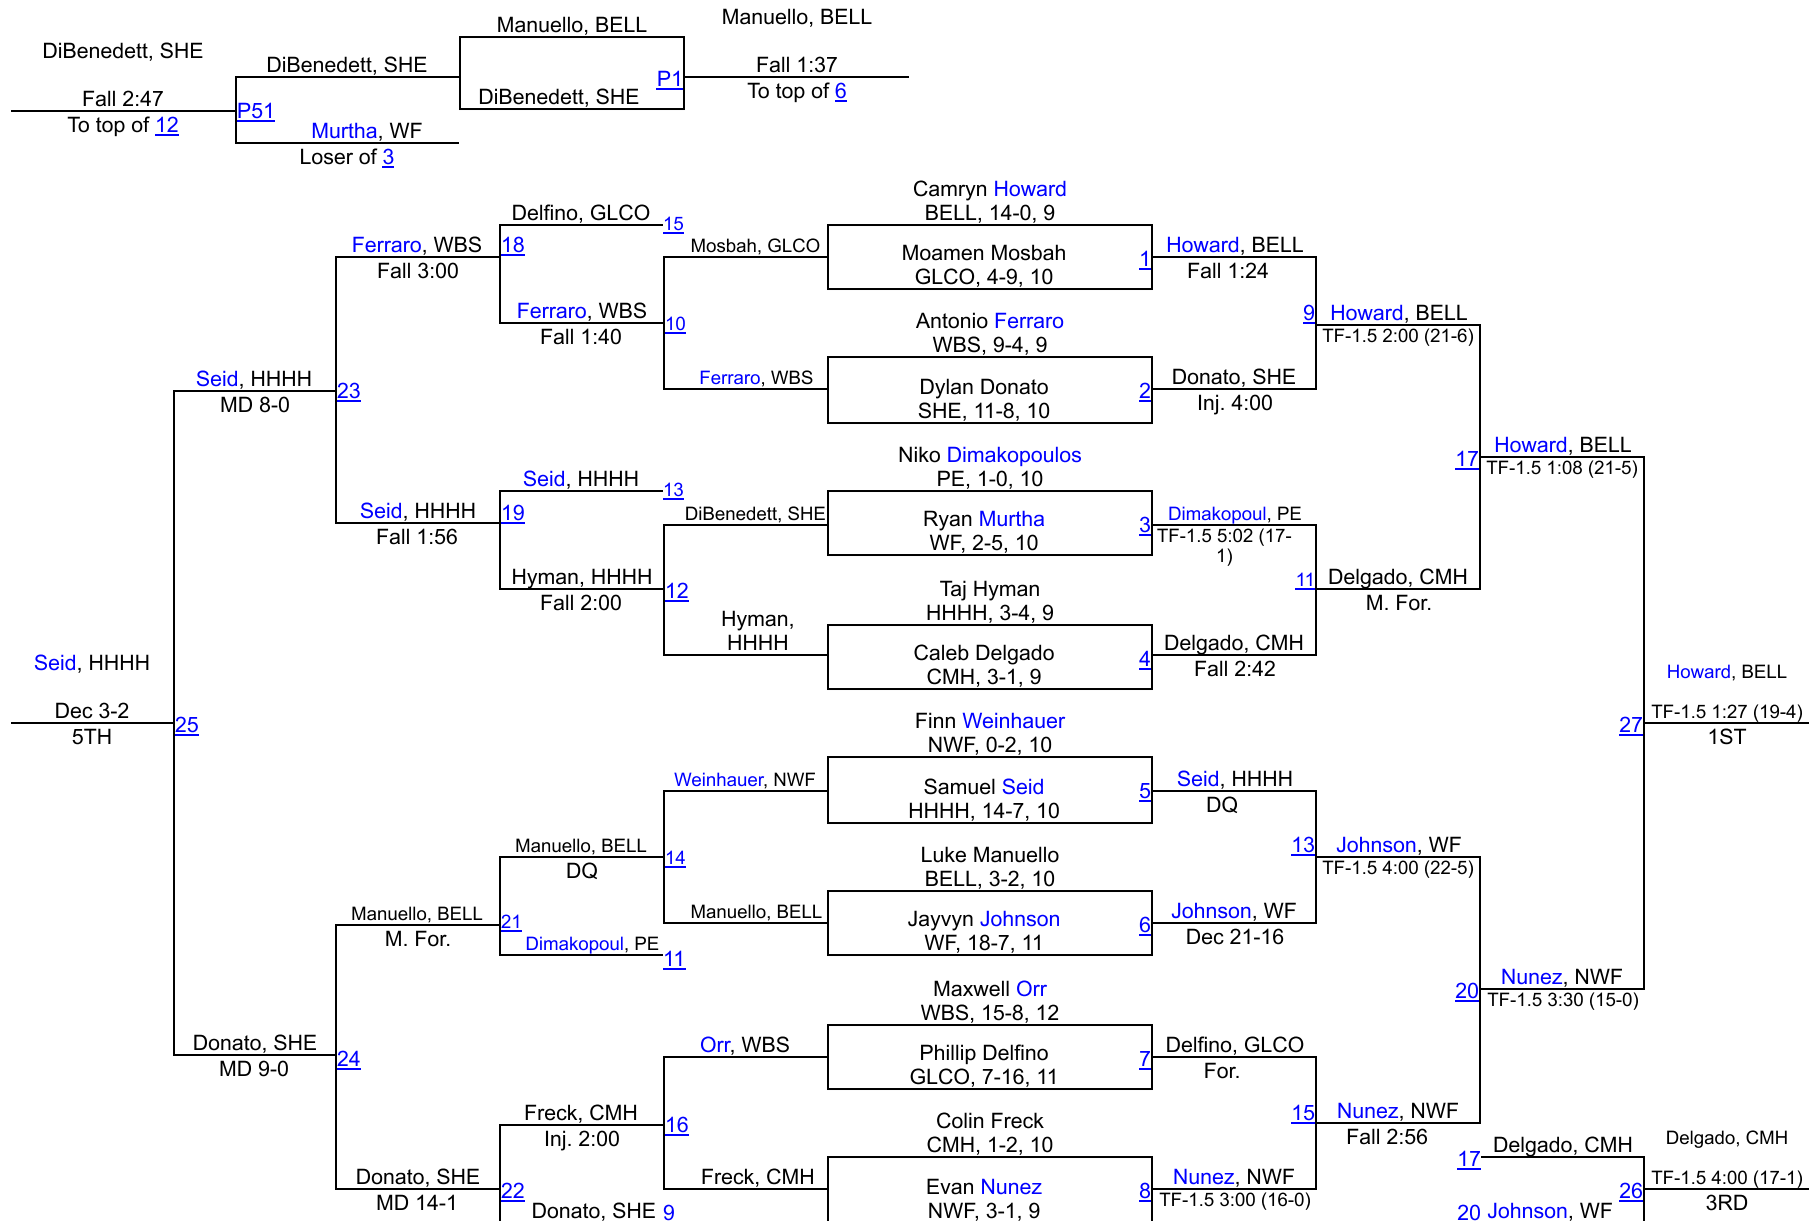 Manuello, BELL
Manuello, BELL
DiBenedett, SHE
DiBenedett, SHE
Fall 1:37
P1
To top of 6
Fall 2:47
DiBenedett, SHE
P51
To top of 12
Murtha, WF
Loser of 3
Camryn Howard
BELL, 14-0, 9
Delfino, GLCO 15
Ferraro, WBS 18
Mosbah, GLCO
Moamen Mosbah
1
Howard, BELL
Fall 3:00
GLCO, 4-9, 10
Fall 1:24
Ferraro, WBS
10
Antonio Ferraro
9
Howard, BELL
Fall 1:40
WBS, 9-4, 9
TF-1.5 2:00 (21-6)
Seid, HHHH
23
Ferraro, WBS
Dylan Donato
2
Donato, SHE
MD 8-0
SHE, 11-8, 10
Inj. 4:00
Niko Dimakopoulos
17
Howard, BELL
Seid, HHHH 13
PE, 1-0, 10
TF-1.5 1:08 (21-5)
Seid, HHHH
19
DiBenedett, SHE
Ryan Murtha
3
Dimakopoul, PE
Fall 1:56
WF, 2-5, 10
TF-1.5 5:02 (17-
1)
Hyman, HHHH
12
Taj Hyman
11
Delgado, CMH
Fall 2:00
HHHH, 3-4, 9
M. For.
Hyman,
HHHH
Caleb Delgado
4
Delgado, CMH
CMH, 3-1, 9
Fall 2:42
Seid, HHHH
Howard, BELL
Dec 3-2
25
Finn Weinhauer
27
TF-1.5 1:27 (19-4)
5TH
NWF, 0-2, 10
1ST
Weinhauer, NWF
Samuel Seid
5
Seid, HHHH
HHHH, 14-7, 10
DQ
Manuello, BELL
14
Luke Manuello
13
Johnson, WF
DQ
BELL, 3-2, 10
TF-1.5 4:00 (22-5)
Manuello, BELL
21
Manuello, BELL
Jayvyn Johnson
6
Johnson, WF
M. For.
Dimakopoul, PE
11
WF, 18-7, 11
Dec 21-16
Maxwell Orr
20
Nunez, NWF
WBS, 15-8, 12
TF-1.5 3:30 (15-0)
Donato, SHE
24
Orr, WBS
Phillip Delfino
7
Delfino, GLCO
MD 9-0
GLCO, 7-16, 11
For.
Freck, CMH
16
Colin Freck
15
Nunez, NWF
Inj. 2:00
CMH, 1-2, 10
Fall 2:56
17
Delgado, CMH
Delgado, CMH
Donato, SHE
22
Freck, CMH
Evan Nunez
8
Nunez, NWF
26
TF-1.5 4:00 (17-1)
MD 14-1
Donato, SHE 9
NWF, 3-1, 9
TF-1.5 3:00 (16-0)
20 Johnson, WF
3RD